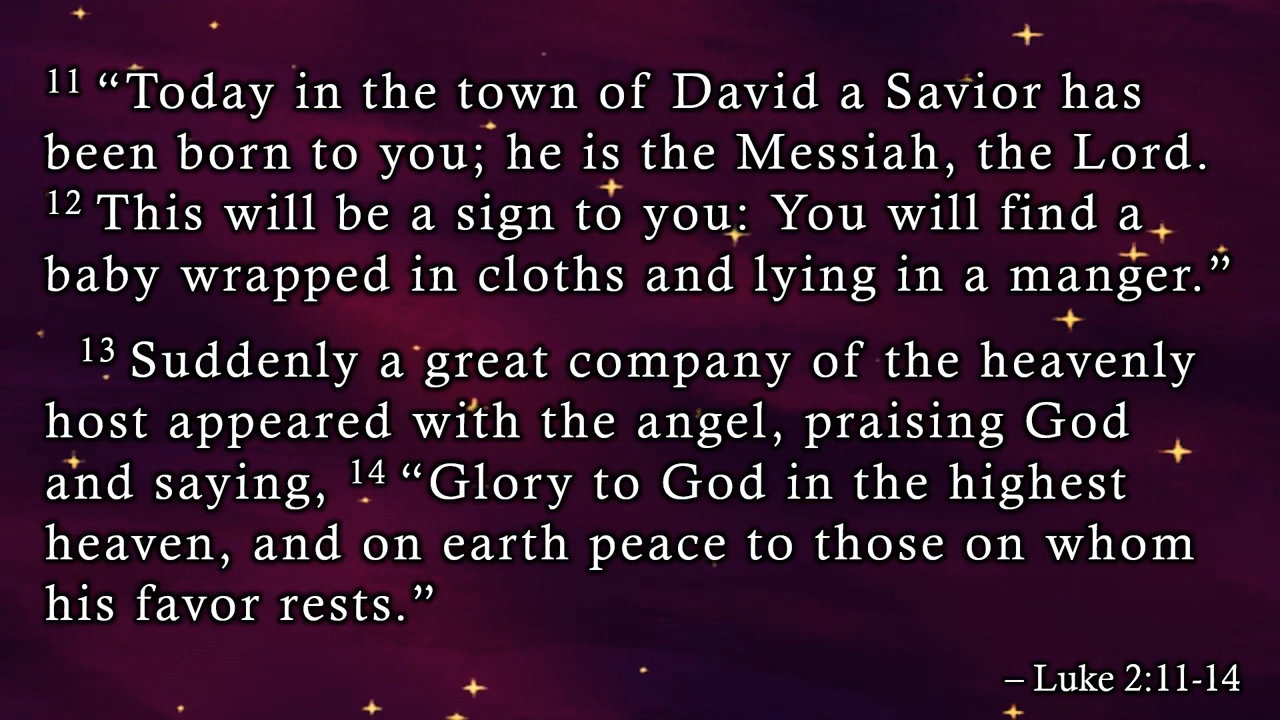 11 “Today in the town of David a Savior has
been born to you; he is the Messiah, the Lord.
12 This will be a sign to you: You will find a
baby wrapped in cloths and lying in a manger.”
13 Suddenly a great company of the heavenly
host appeared with the angel, praising God
and saying, 14 “Glory to God in the highest
heaven, and on earth peace to those on whom
his favor rests.”
– Luke 2:11-14